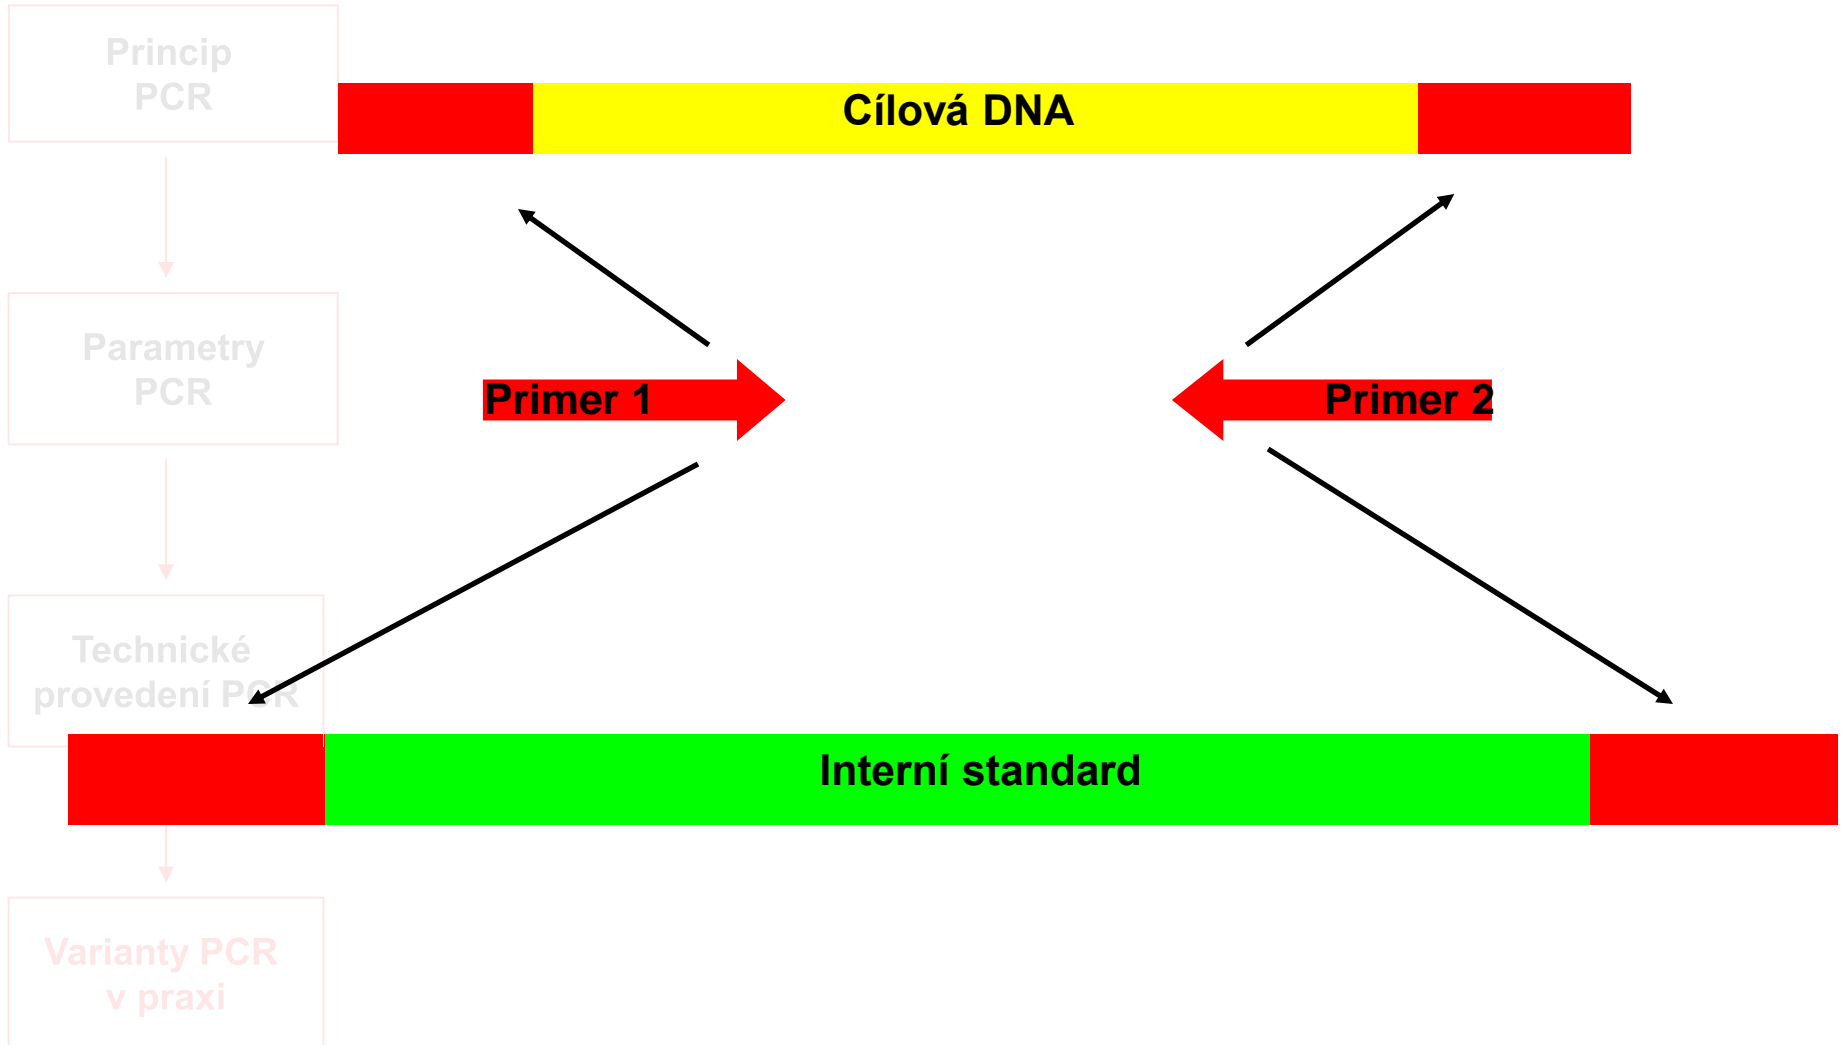 Princip
PCR
Cílová DNA
Parametry
PCR
Primer 1
Primer 2
Technické
provedení PCR
Interní standard
Varianty PCR
v praxi